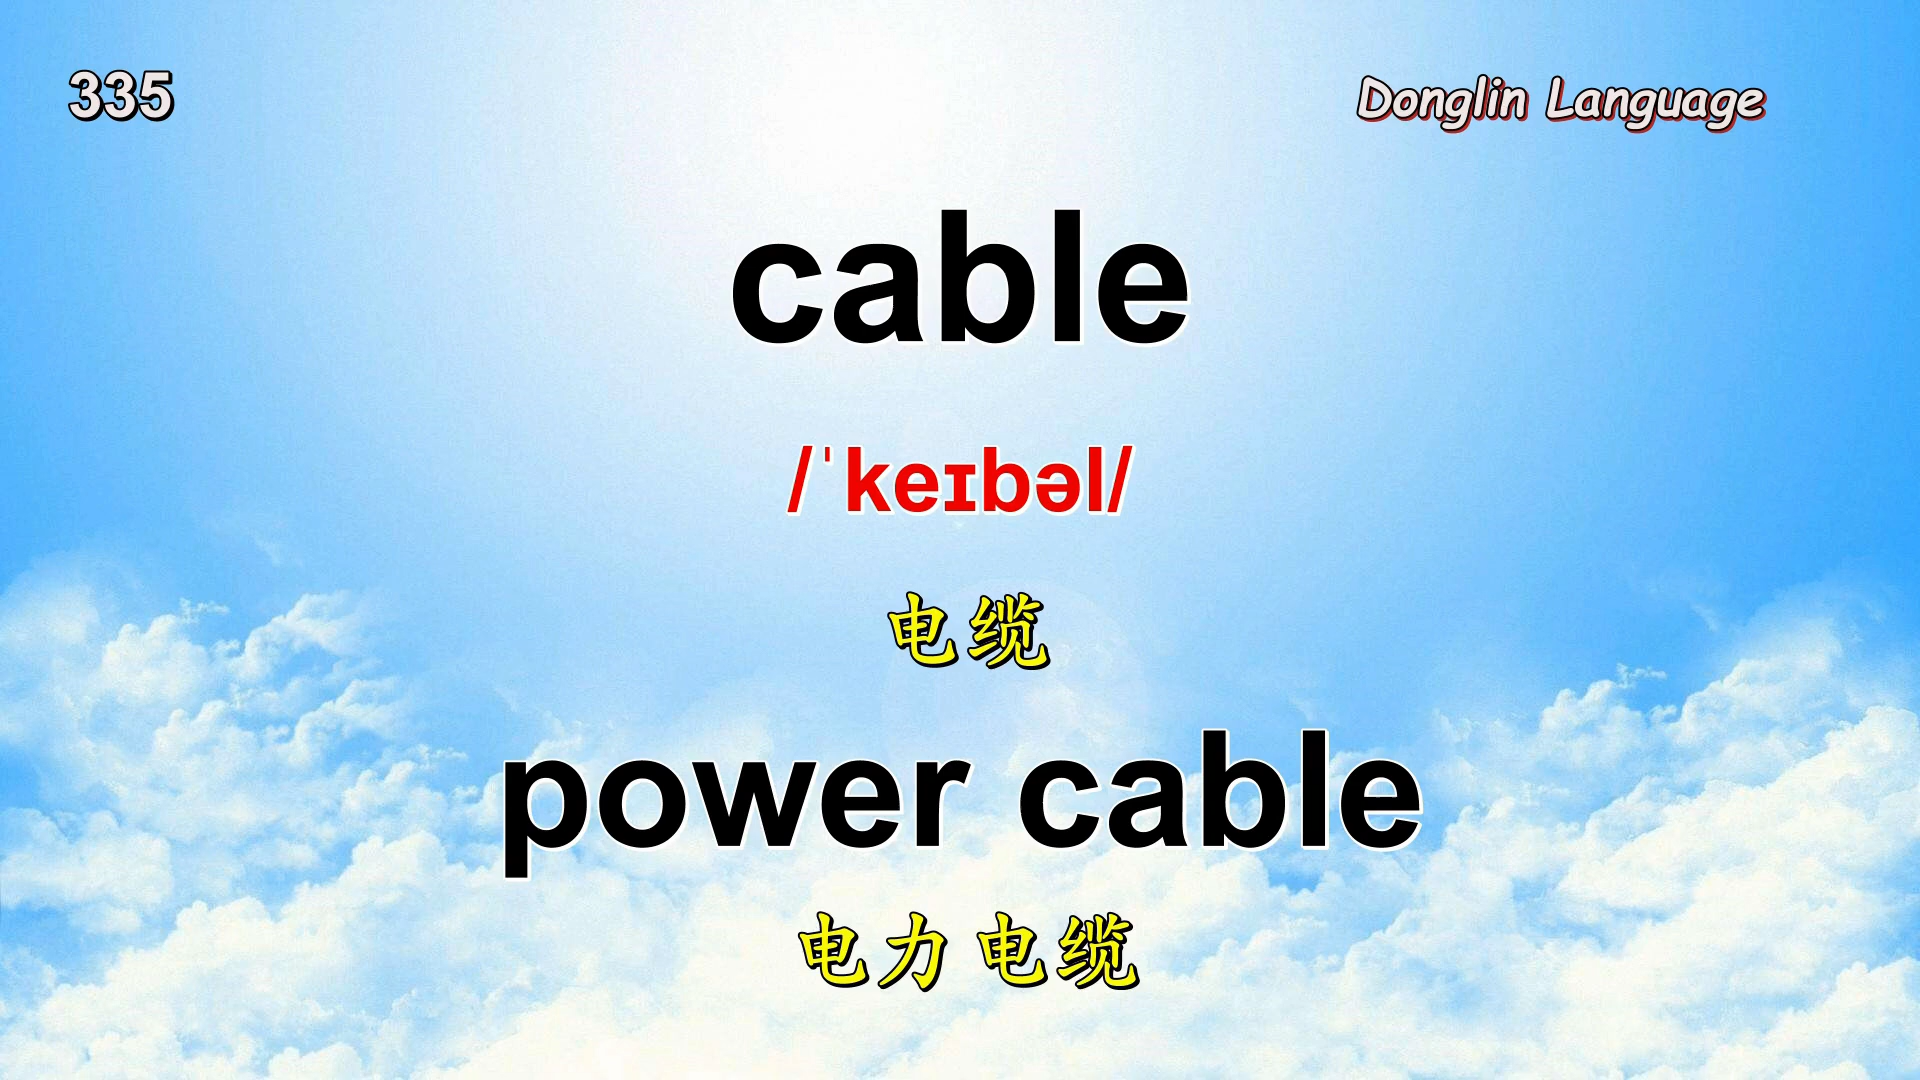 335
Donglin Language
cable
/ˈkeɪbəl/
电缆
power cable
电力电缆